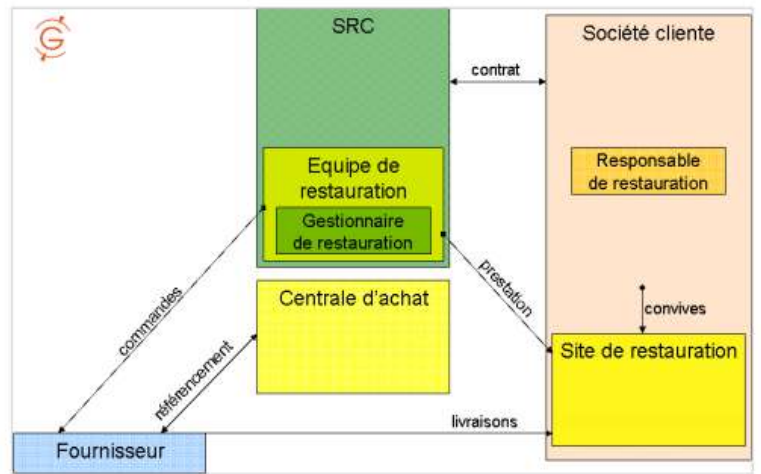 G
SRC
Société cliente
contrat
Equipe de
restauration
Responsable
de restauration
Gestionnaire
de restauration
prestation
commandes
Centrale d'achat
convives
référencement
Site de restauration
livraisons
Fournisseur